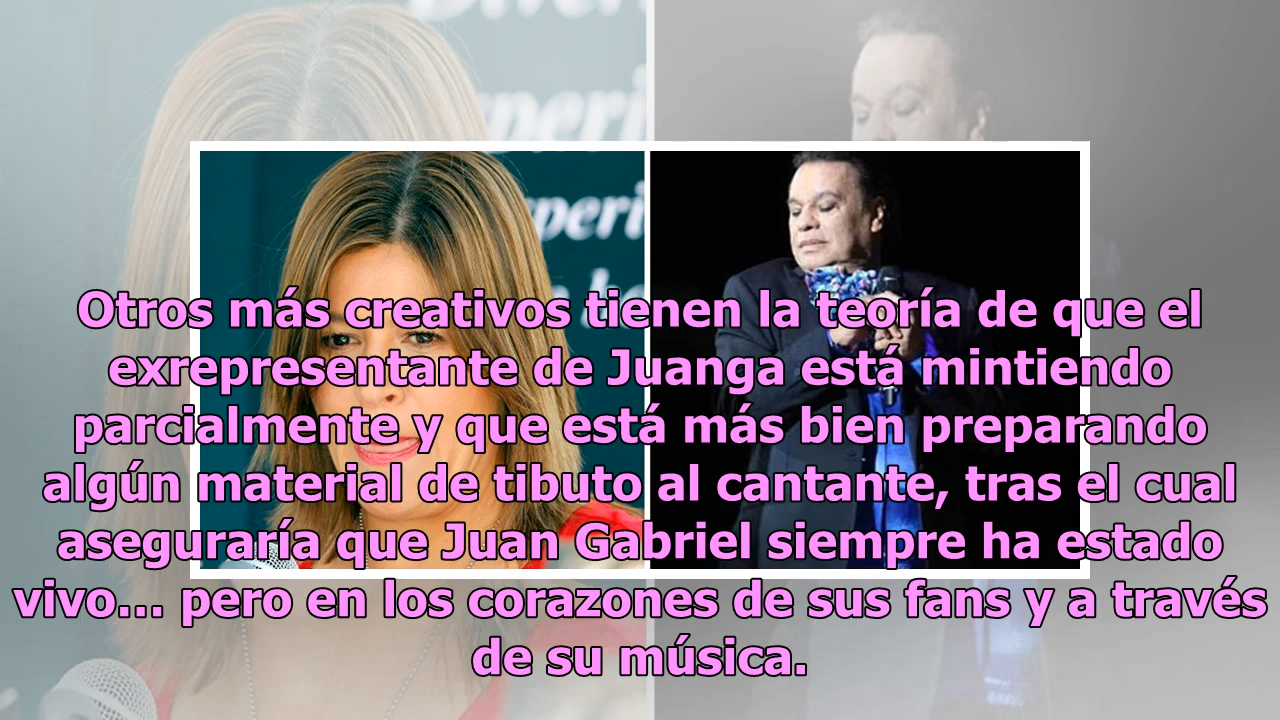 Otros más creativos tienen la teoría de que el
exrepresentante de Juanga está mintiendo
parcialmente y que está más bien preparando
algún material de tibuto al cantante, tras el cual
aseguraría que Juan Gabriel siempre ha estado
vivo... pero en los corazones de sus fans y a través
de su música.